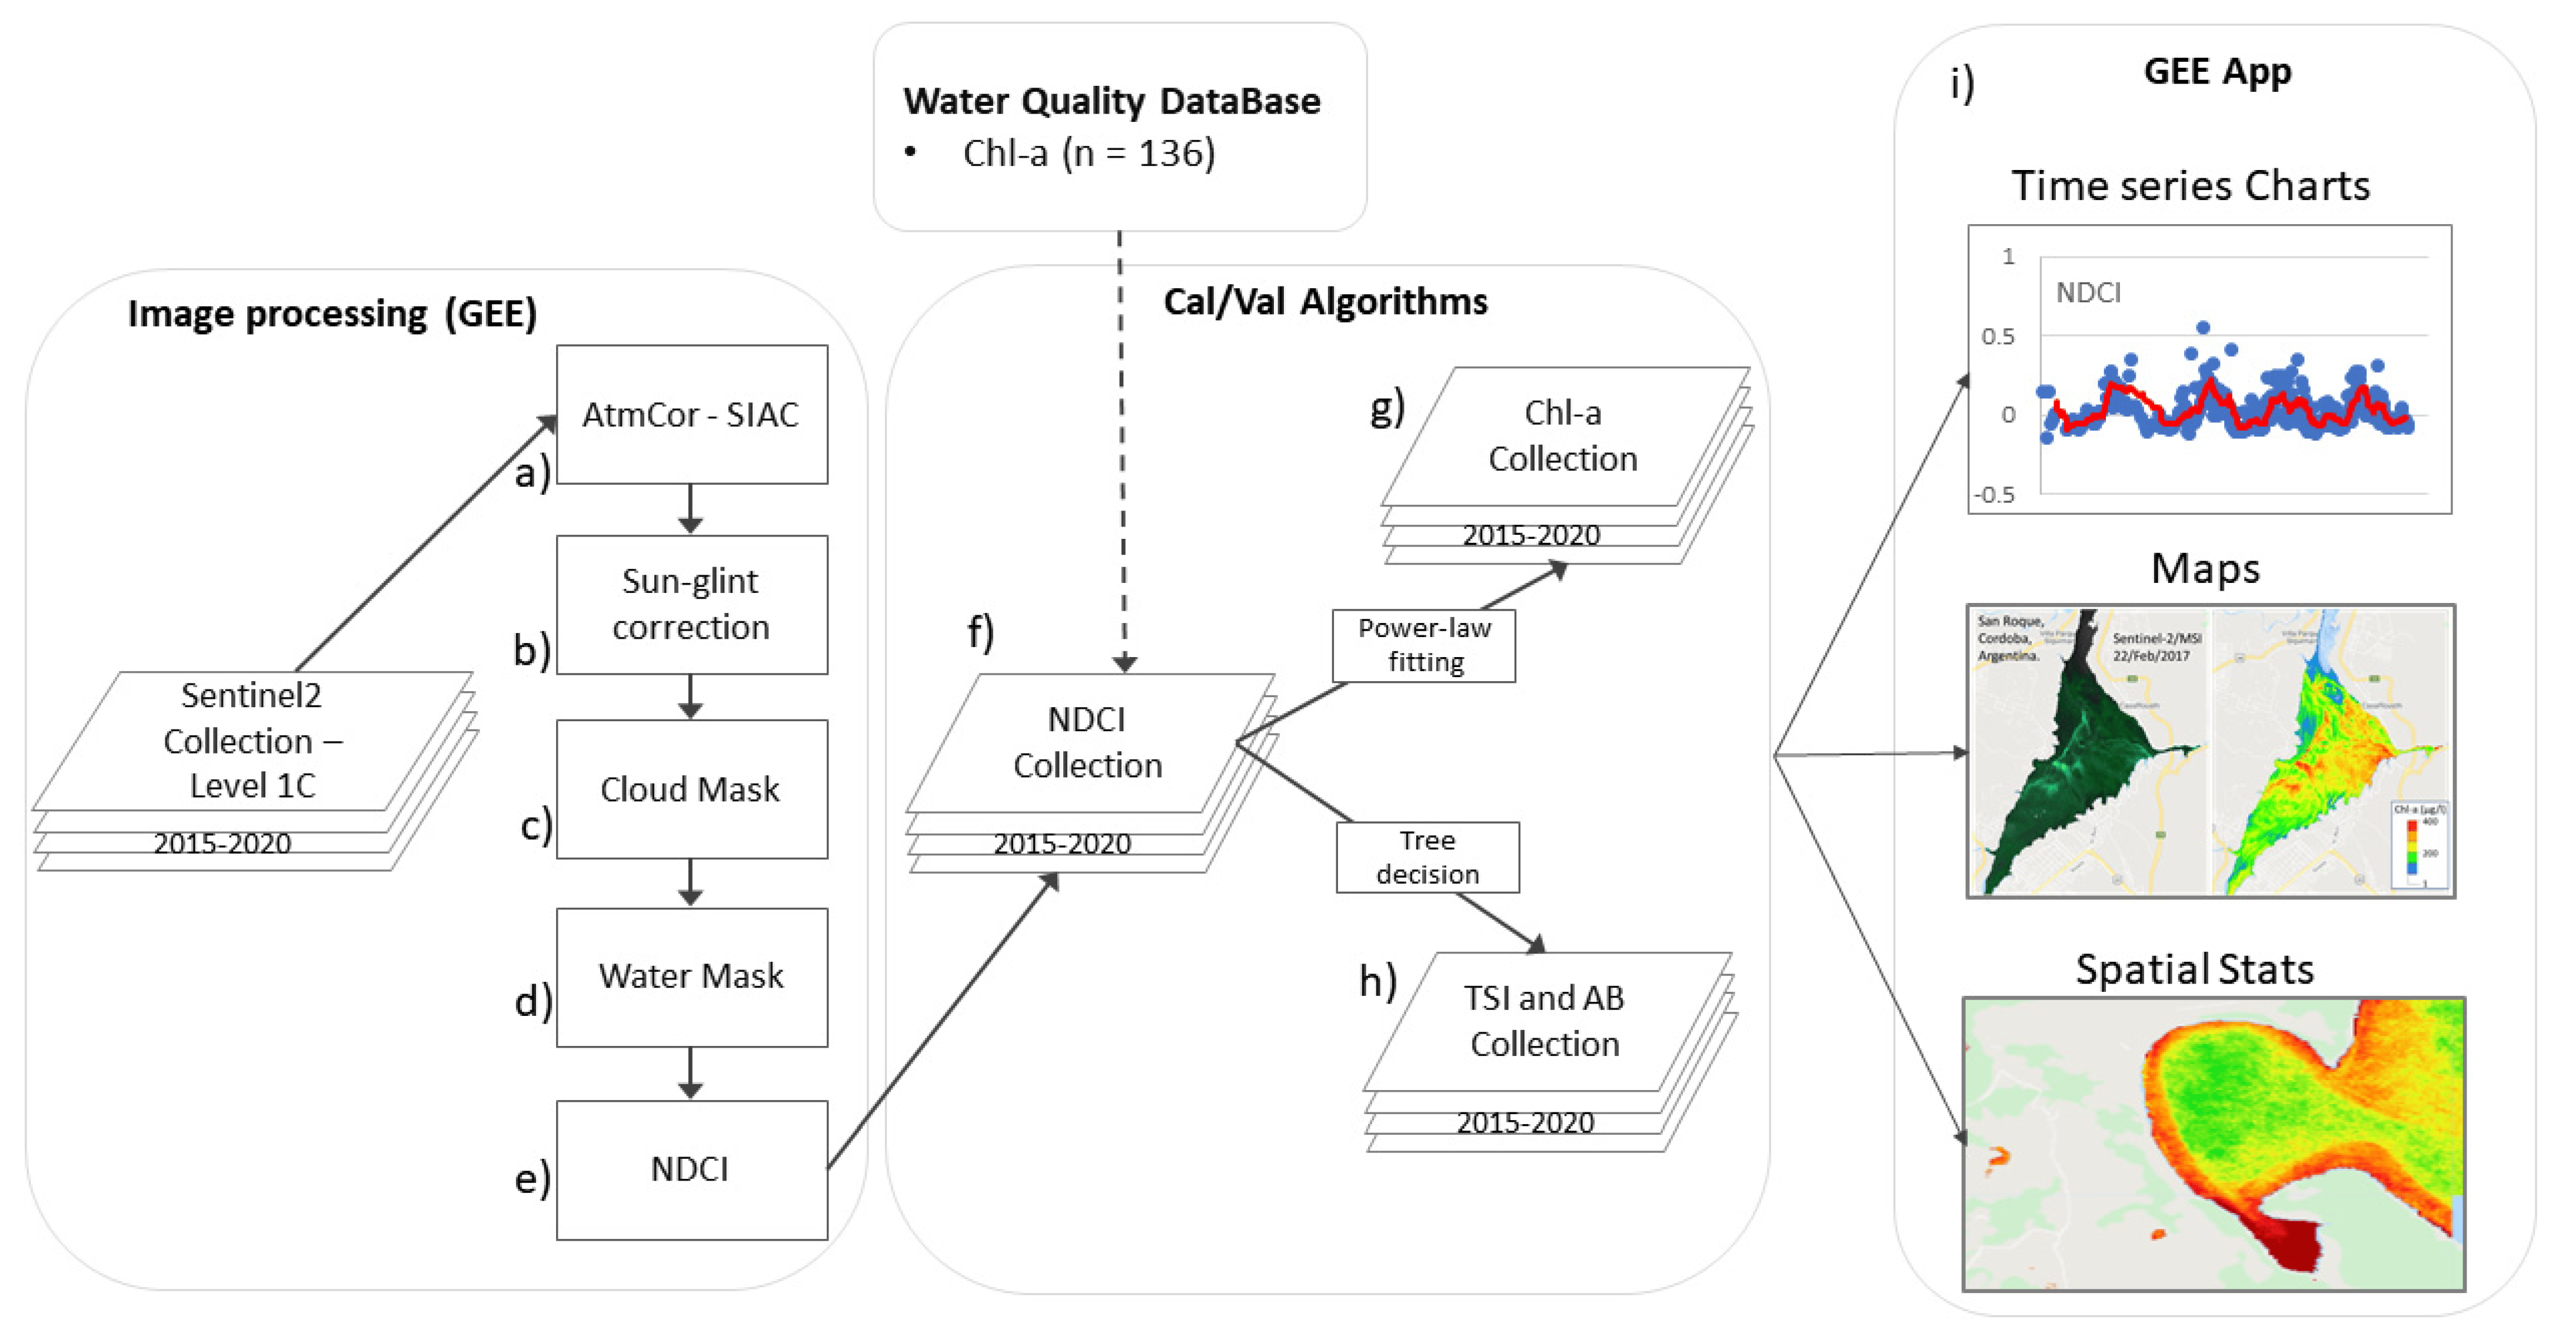 Water Quality DataBase
• Chl-a (n = 136)
Image processing (GEE)
Sentinel2
Collection –
Level 1C
2015-2020
a)
AtmCor - SIAC
b)
Sun-glint
correction
c)
Cloud Mask
d)
Water Mask
e)
NDCI
Cal/Val Algorithms
f)
NDCI
Collection
2015-2020
Power-law
fitting
g)
Chl-a
Collection
2015-2020
Tree
decision
h)
TSI and AB
Collection
2015-2020
i)
GEE App
Time series Charts
1
NDCI
0.5
0
-0.5
Maps
San Roque,
Cordoba,
Argentina.
Sentinel-2/MSI
22/Feb/2017
Chl-a (µg/l)
400
200
1
Spatial Stats